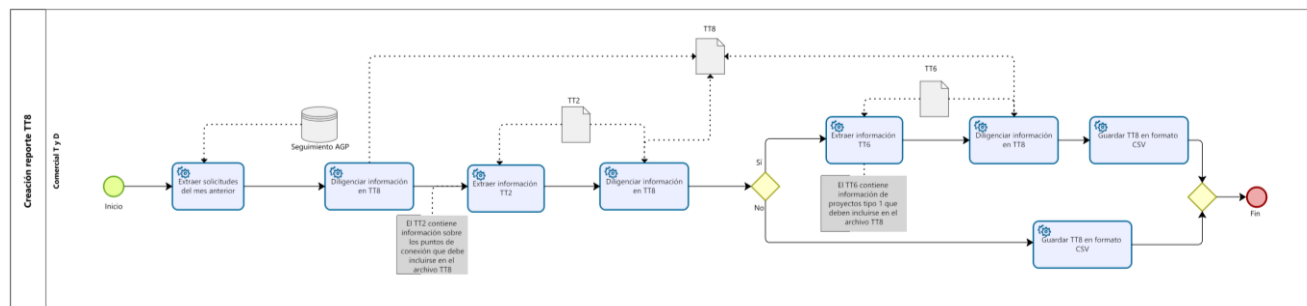 Creación reporte TT8
Comercial T y D
Inicio
Extraer solicitudes
del mes anterior
Seguimiento AGP
Diligenciar información
en TT8
El TT2 contiene
información sobre
los puntos de
conexión que debe
incluirse en el
archivo TT8
Extraer información
TT2
TT2
Diligenciar información
en TT8
TT8
Si
No
Extraer información
TT6
El TT6 contiene
información de
proyectos tipo 1 que
deben incluirse en el
archivo TT8
TT6
Diligenciar información
en TT8
Guardar TT8 en formato
CSV
Guardar TT8 en formato
CSV
Fin